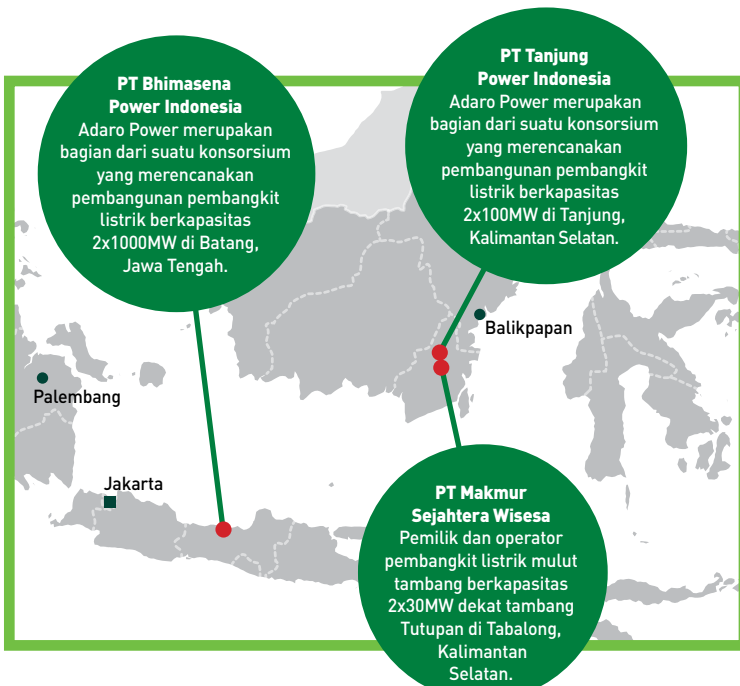 PT Bhimasena
Power Indonesia
Adaro Power merupakan
bagian dari suatu konsorsium
yang merencanakan
pembangunan pembangkit
listrik berkapasitas
2x1000MW di Batang,
Jawa Tengah.
PT Tanjung
Power Indonesia
Adaro Power merupakan
bagian dari suatu konsorsium
yang merencanakan
pembangunan pembangkit
listrik berkapasitas
2x100MW di Tanjung,
Kalimantan Selatan.
Balikpapan
Palembang
Jakarta
PT Makmur
Sejahtera Wisesa
Pemilik dan operator
pembangkit listrik mulut
tambang berkapasitas
2x30MW dekat tambang
Tutupan di Tabalong,
Kalimantan
Selatan.